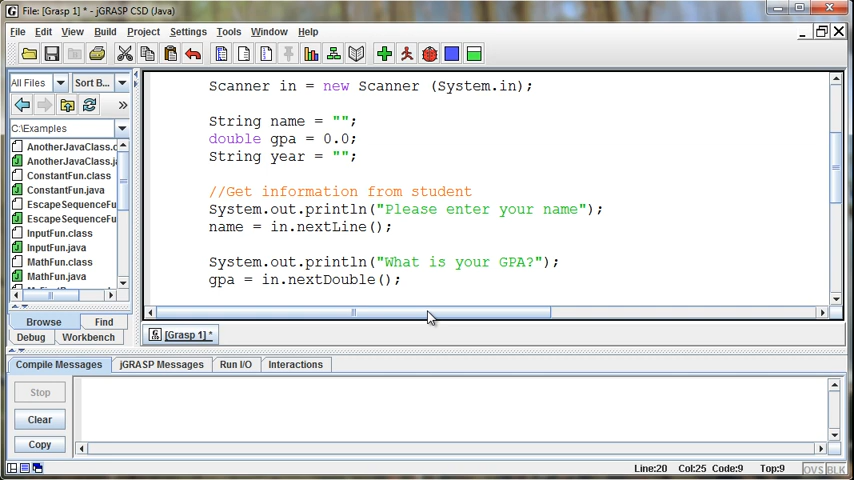 File: [Grasp 1] * - jGRASP CSD (Java)
File Edit View Build Project Settings Tools Window Help
All Files Sort B...
C:\Examples
AnotherJavaClass.c
AnotherJavaClass.ja
ConstantFun.class
ConstantFun.java
EscapeSequenceFu
EscapeSequenceFu
InputFun.class
InputFun.java
MathFun.class
MathFun.java
Browse Find
Debug Workbench
Scanner in = new Scanner (System.in);
String name = "";
double gpa = 0.0;
String year = "";
//Get information from student
System.out.println("Please enter your name");
name = in.nextLine();
System.out.println("What is your GPA?");
gpa = in.nextDouble();
[Grasp 1] *
Compile Messages jGRASP Messages Run I/O Interactions
Stop
Clear
Copy
Line:20 Col:25 Code:9 Top:9 OVS BLK